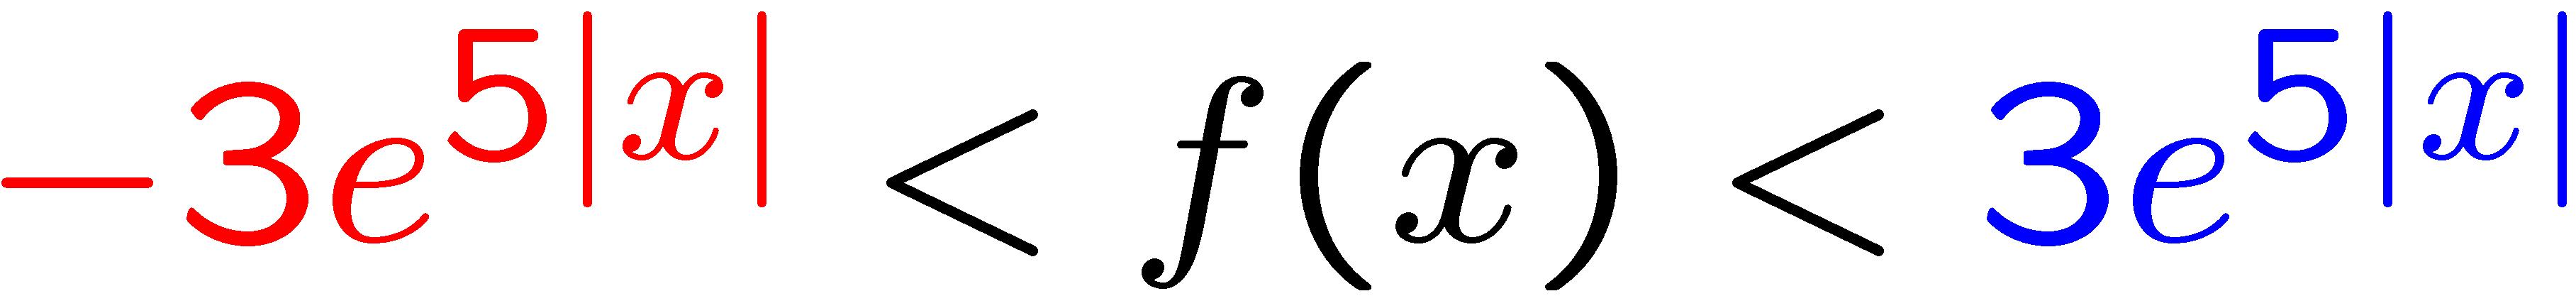 −3e^{5|x|} < f(x) < 3e^{5|x|}